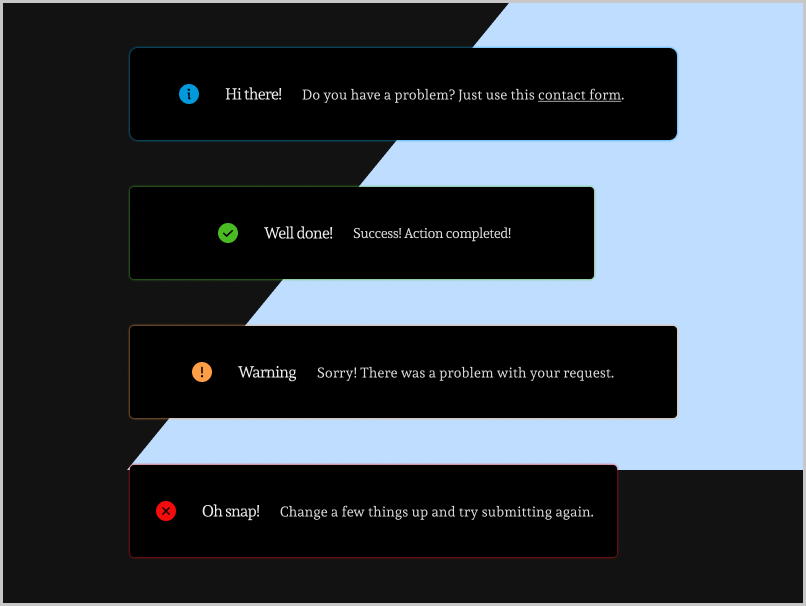 Hi there! Do you have a problem? Just use this contact form.
Well done! Success! Action completed!
Warning Sorry! There was a problem with your request.
Oh snap! Change a few things up and try submitting again.